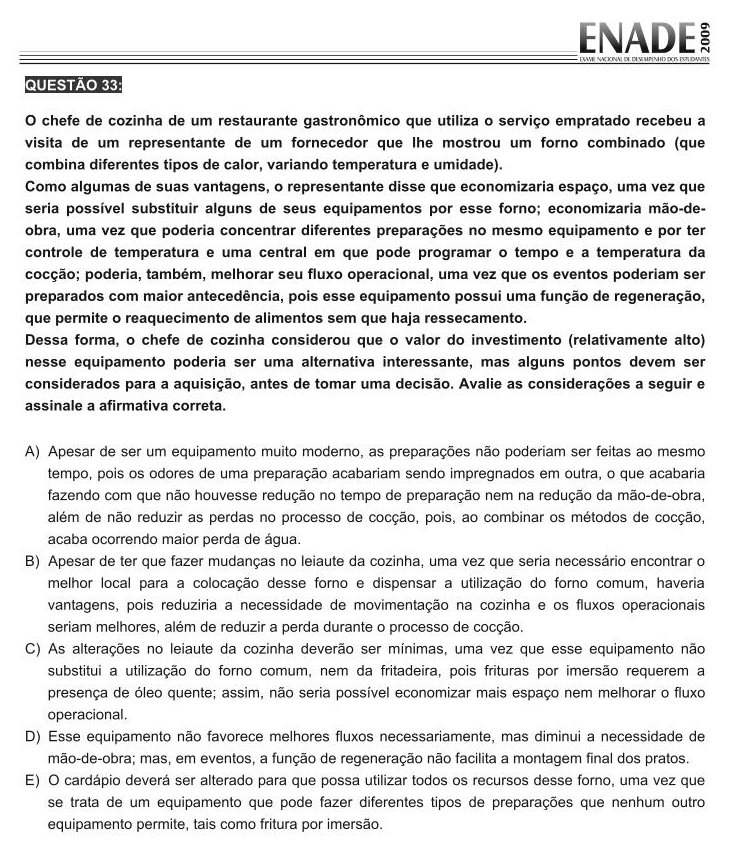 ENADE 2009
EXAME NACIONAL DE DESEMPENHO DOS ESTUDANTES
QUESTÃO 33:
O chefe de cozinha de um restaurante gastronômico que utiliza o serviço empratado recebeu a
visita de um representante de um fornecedor que lhe mostrou um forno combinado (que
combina diferentes tipos de calor, variando temperatura e umidade).
Como algumas de suas vantagens, o representante disse que economizaria espaço, uma vez que
seria possível substituir alguns de seus equipamentos por esse forno; economizaria mão-de-
obra, uma vez que poderia concentrar diferentes preparações no mesmo equipamento e por ter
controle de temperatura e uma central em que pode programar o tempo e a temperatura da
cocção; poderia, também, melhorar seu fluxo operacional, uma vez que os eventos poderiam ser
preparados com maior antecedência, pois esse equipamento possui uma função de regeneração,
que permite o reaquecimento de alimentos sem que haja ressecamento.
Dessa forma, o chefe de cozinha considerou que o valor do investimento (relativamente alto)
nesse equipamento poderia ser uma alternativa interessante, mas alguns pontos devem ser
considerados para a aquisição, antes de tomar uma decisão. Avalie as considerações a seguir e
assinale a afirmativa correta.
A) Apesar de ser um equipamento muito moderno, as preparações não poderiam ser feitas ao mesmo
tempo, pois os odores de uma preparação acabariam sendo impregnados em outra, o que acabaria
fazendo com que não houvesse redução no tempo de preparação nem na redução da mão-de-obra,
além de não reduzir as perdas no processo de cocção, pois, ao combinar os métodos de cocção,
acaba ocorrendo maior perda de água.
B) Apesar de ter que fazer mudanças no leiaute da cozinha, uma vez que seria necessário encontrar o
melhor local para a colocação desse forno e dispensar a utilização do forno comum, haveria
vantagens, pois reduziria a necessidade de movimentação na cozinha e os fluxos operacionais
seriam melhores, além de reduzir a perda durante o processo de cocção.
C) As alterações no leiaute da cozinha deverão ser mínimas, uma vez que esse equipamento não
substitui a utilização do forno comum, nem da fritadeira, pois frituras por imersão requerem a
presença de óleo quente; assim, não seria possível economizar mais espaço nem melhorar o fluxo
operacional.
D) Esse equipamento não favorece melhores fluxos necessariamente, mas diminui a necessidade de
mão-de-obra; mas, em eventos, a função de regeneração não facilita a montagem final dos pratos.
E) O cardápio deverá ser alterado para que possa utilizar todos os recursos desse forno, uma vez que
se trata de um equipamento que pode fazer diferentes tipos de preparações que nenhum outro
equipamento permite, tais como fritura por imersão.